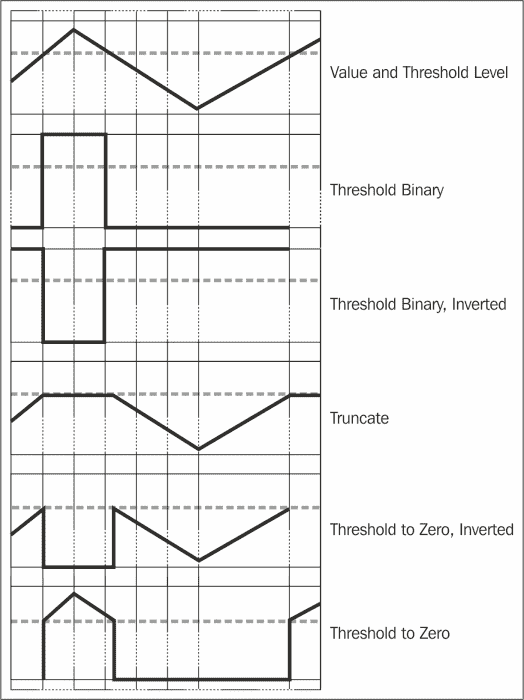 Value and Threshold Level
Threshold Binary
Threshold Binary, Inverted
Truncate
Threshold to Zero, Inverted
Threshold to Zero